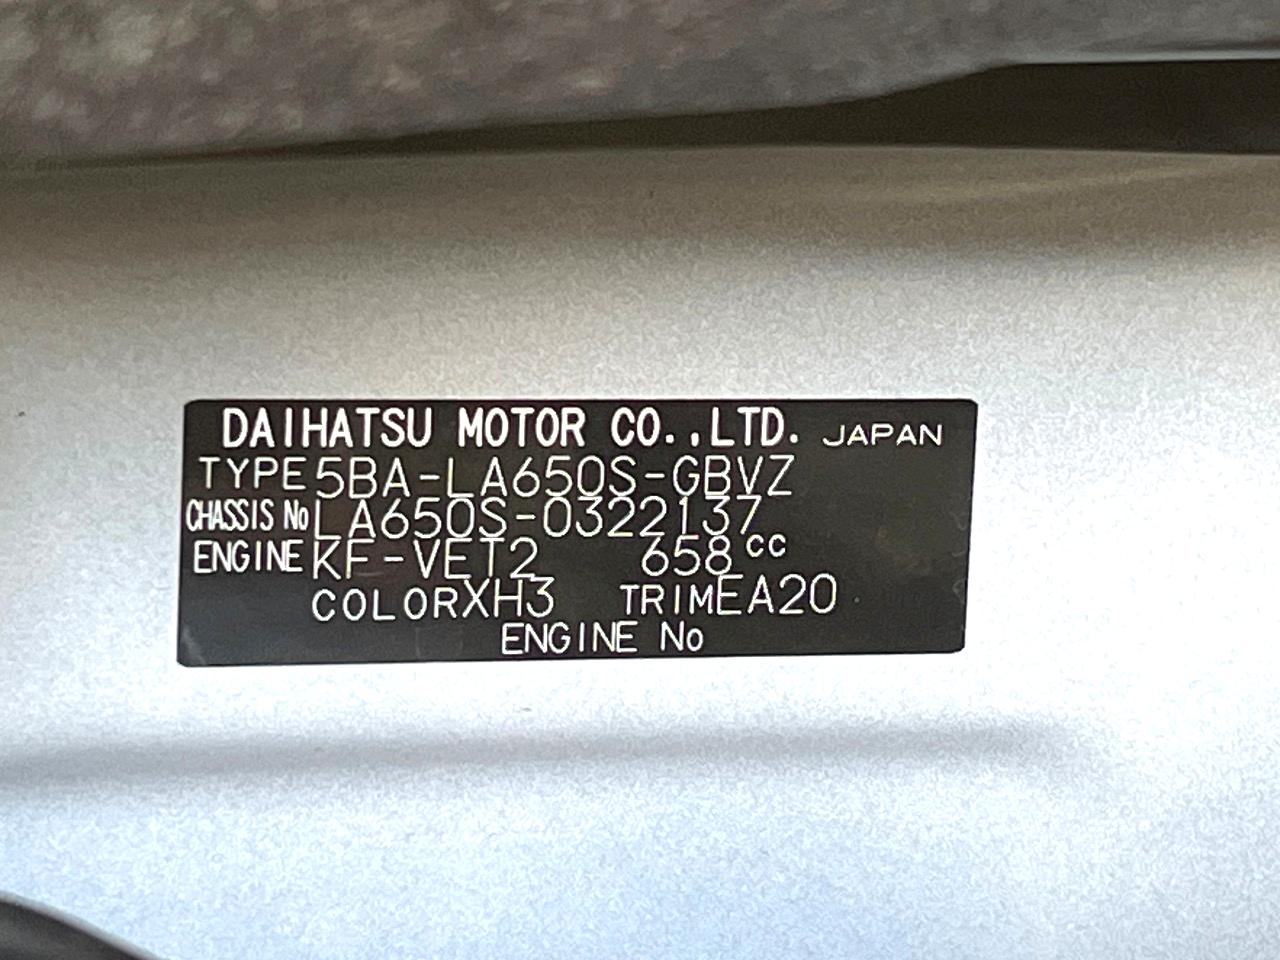 DAIHATSU MOTOR CO.,LTD. JAPAN
TYPE 5BA-LA650S-GBVZ
CHASSIS No LA650S-0322137
ENGINE KF-VET2 658cc
COLOR XH3 TRIM EA20
ENGINE No